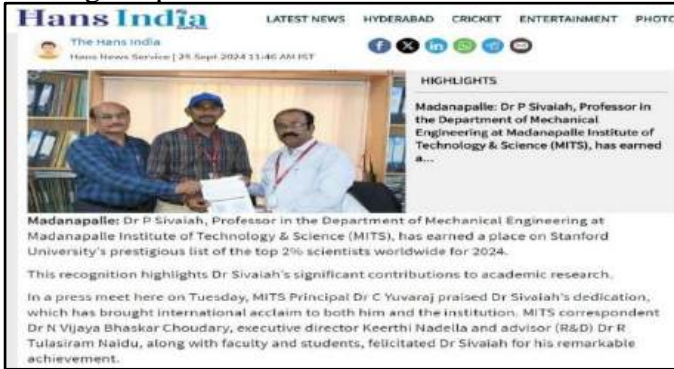 Hans India
LATEST NEWS HYDERABAD CRICKET ENTERTAINMENT PHOTO
The Hans India
Hans News Service | 25 Sept 2024 11:46 AM IST
HIGHLIGHTS
Madanapalle: Dr P Sivaiah, Professor in
the Department of Mechanical
Engineering at Madanapalle Institute of
Technology & Science (MITS), has earned
a...
Madanapalle: Dr P Sivaiah, Professor in the Department of Mechanical Engineering at
Madanapalle Institute of Technology & Science (MITS), has earned a place on Stanford
University's prestigious list of the top 2% scientists worldwide for 2024.
This recognition highlights Dr Sivaiah's significant contributions to academic research.
In a press meet here on Tuesday, MITS Principal Dr C Yuvaraj praised Dr Sivaiah's dedication,
which has brought international acclaim to both him and the institution. MITS correspondent
Dr N Vijaya Bhaskar Choudary, executive director Keerthi Nadella and advisor (R&D) Dr R
Tulasiram Naidu, along with faculty and students, felicitated Dr Sivaiah for his remarkable
achievement.